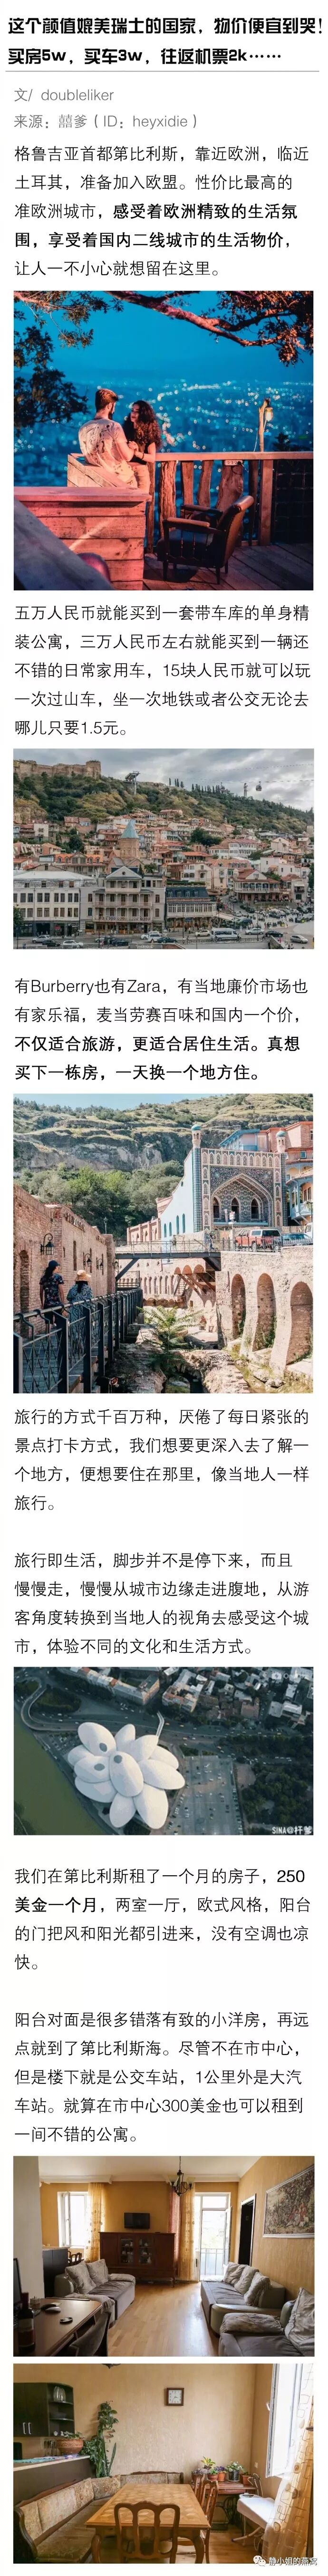 这个颜值媲美瑞士的国家，物价便宜到哭！
买房5w，买车3w，往返机票2k……
文/ doubleliker
来源：囍爹（ID：heyxidie）
格鲁吉亚首都第比利斯，靠近欧洲，临近
土耳其，准备加入欧盟。性价比最高的
准欧洲城市，感受着欧洲精致的生活氛
围，享受着国内二线城市的生活物价，
让人一不小心就想留在这里。
五万人民币就能买到一套带车库的单身精
装公寓，三万人民币左右就能买到一辆还
不错的日常家用车，15块人民币就可以玩
一次过山车，坐一次地铁或者公交无论去
哪儿只要1.5元。
有Burberry也有Zara，有当地廉价市场也
有家乐福，麦当劳赛百味和国内一个价，
不仅适合旅游，更适合居住生活。真想
买下一栋房，一天换一个地方住。
旅行的方式千百万种，厌倦了每日紧张的
景点打卡方式，我们想要更深入去了解一
个地方，便想要住在那里，像当地人一样
旅行。
旅行即生活，脚步并不是停下来，而且
慢慢走，慢慢从城市边缘走进腹地，从游
客角度转换到当地人的视角去感受这个城
市，体验不同的文化和生活方式。
SINA@扦爹
我们在第比利斯租了一个月的房子，250
美金一个月，两室一厅，欧式风格，阳台
的门把风和阳光都引进来，没有空调也凉
快。
阳台对面是很多错落有致的小洋房，再远
点就到了第比利斯海。尽管不在市中心，
但是楼下就是公交车站，1公里外是大汽
车站。就算在市中心300美金也可以租到
一间不错的公寓。
静小姐的燕窝